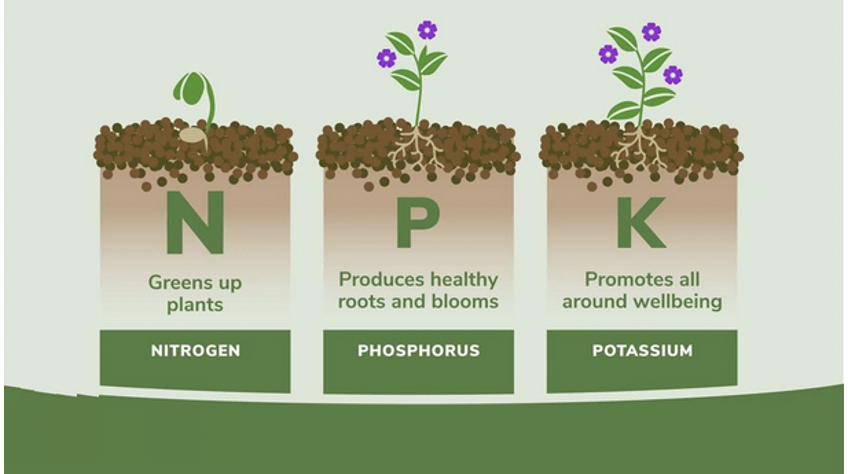 N
Greens up
plants
NITROGEN
P
Produces healthy
roots and blooms
PHOSPHORUS
K
Promotes all
around wellbeing
POTASSIUM